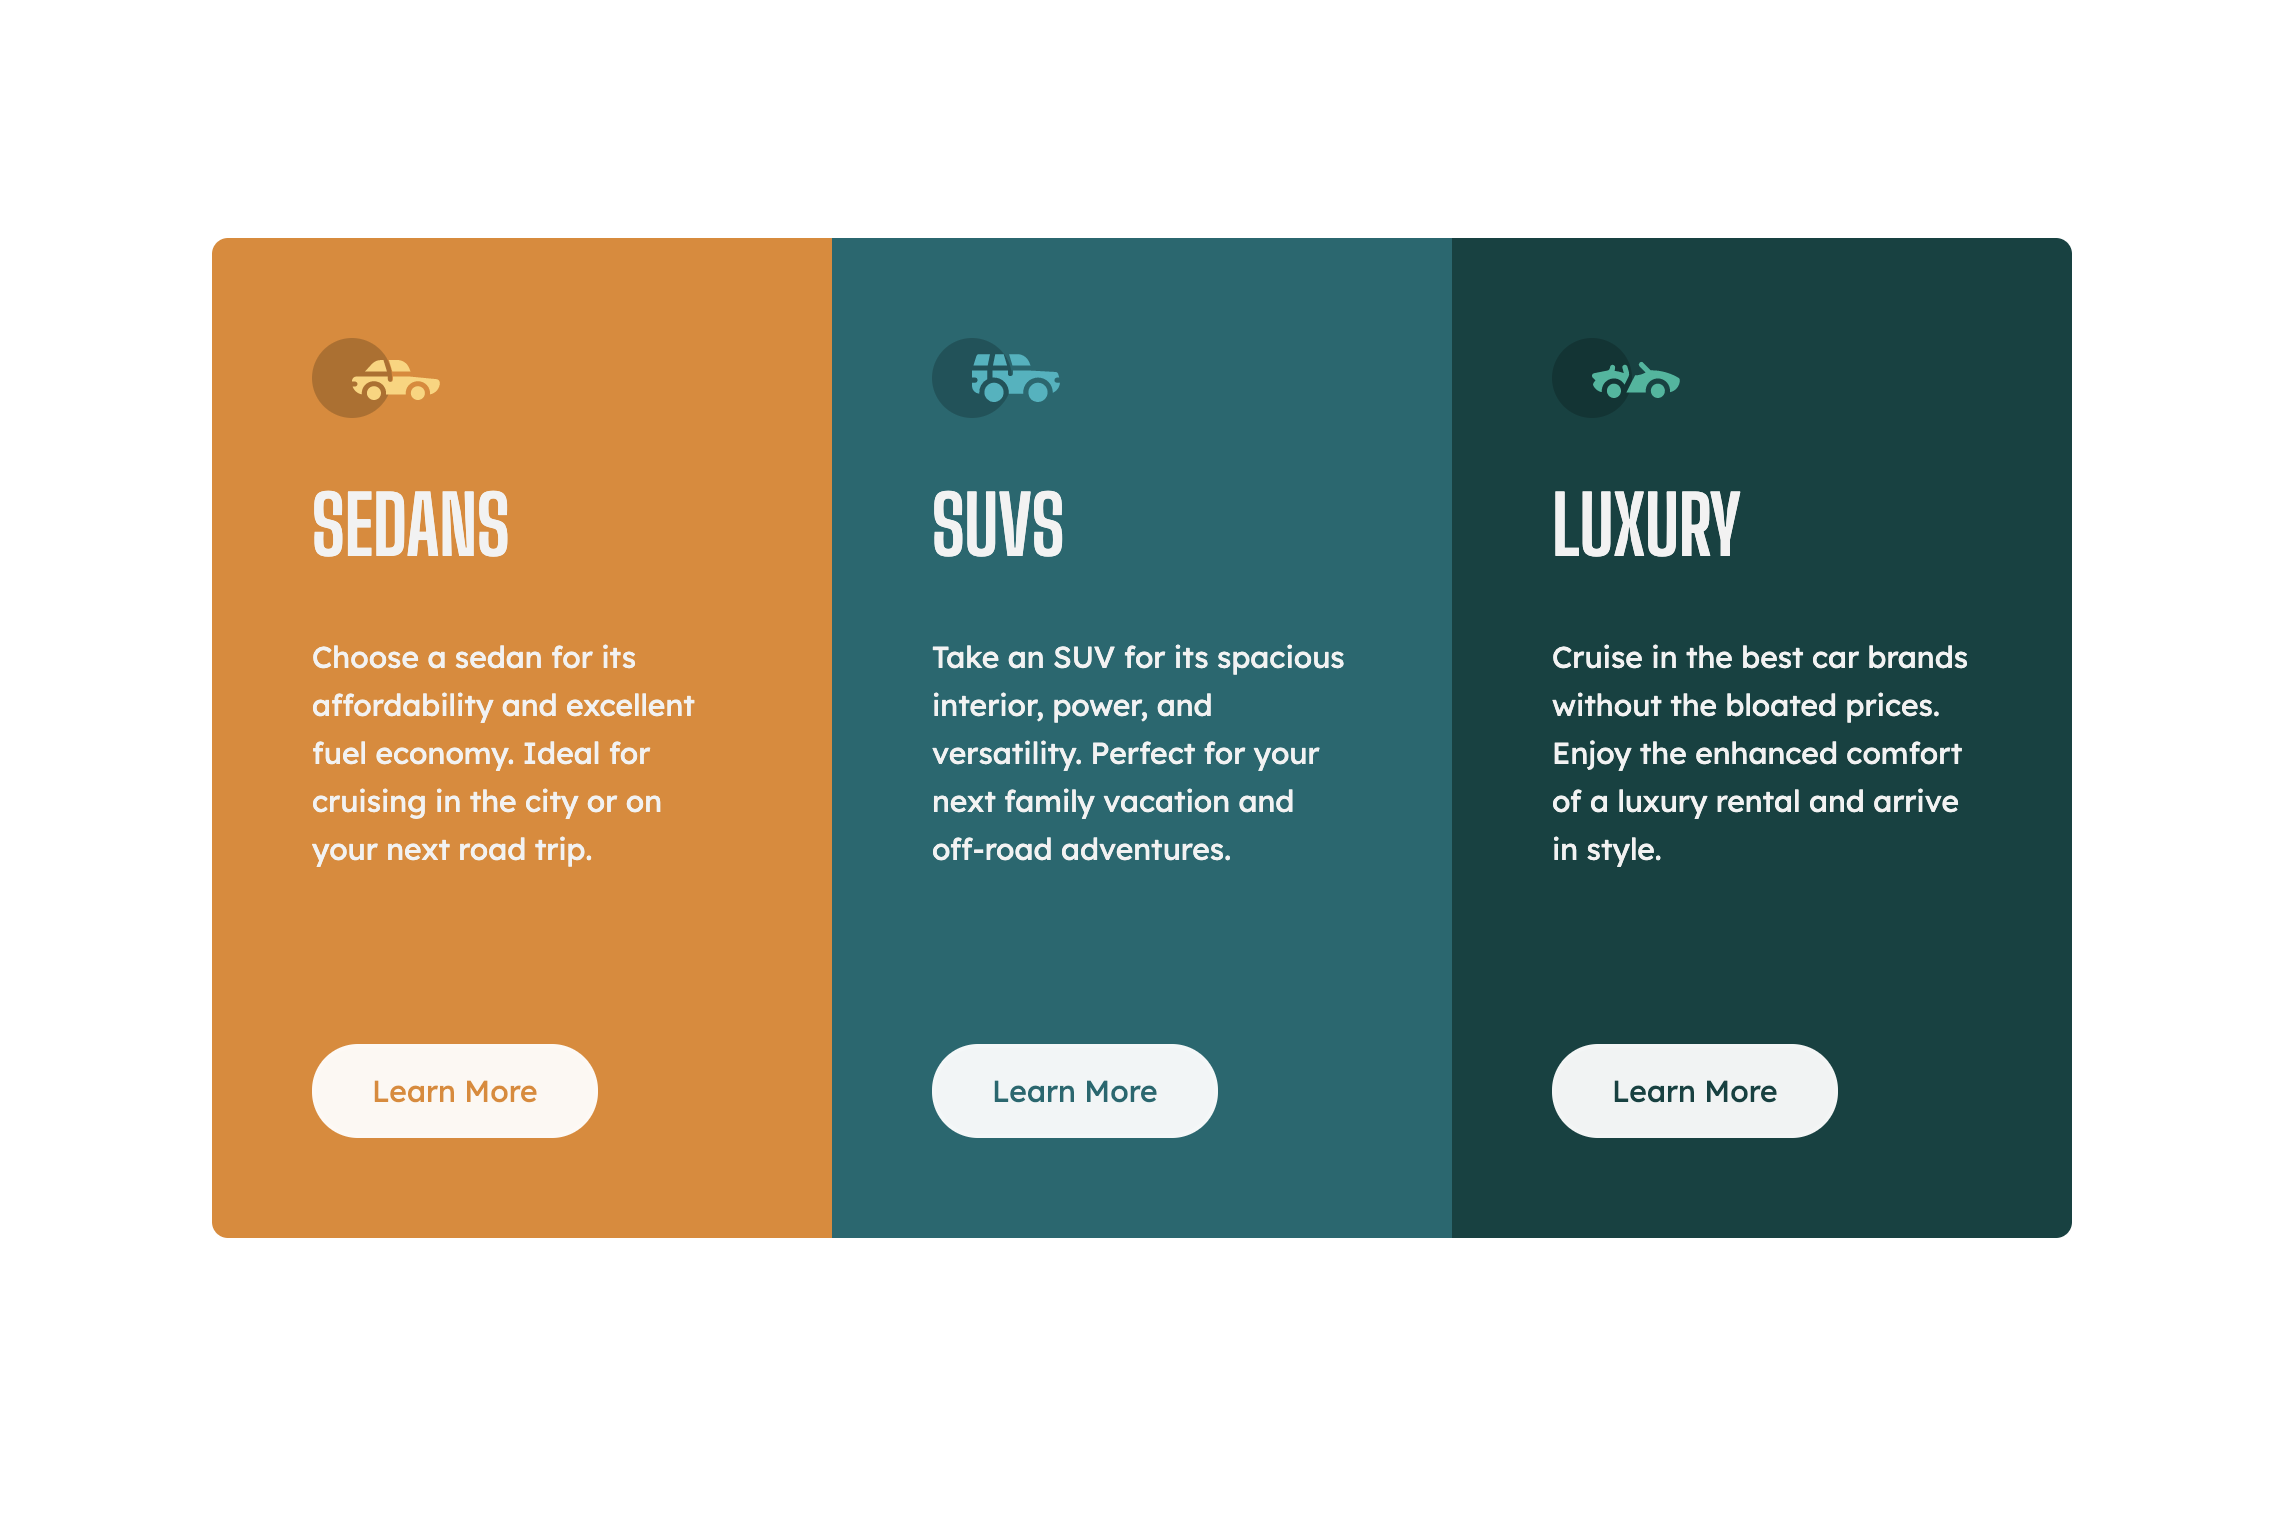 SEDANS
Choose a sedan for its
affordability and excellent
fuel economy. Ideal for
cruising in the city or on
your next road trip.
Learn More
SUVS
Take an SUV for its spacious
interior, power, and
versatility. Perfect for your
next family vacation and
off-road adventures.
Learn More
LUXURY
Cruise in the best car brands
without the bloated prices.
Enjoy the enhanced comfort
of a luxury rental and arrive
in style.
Learn More